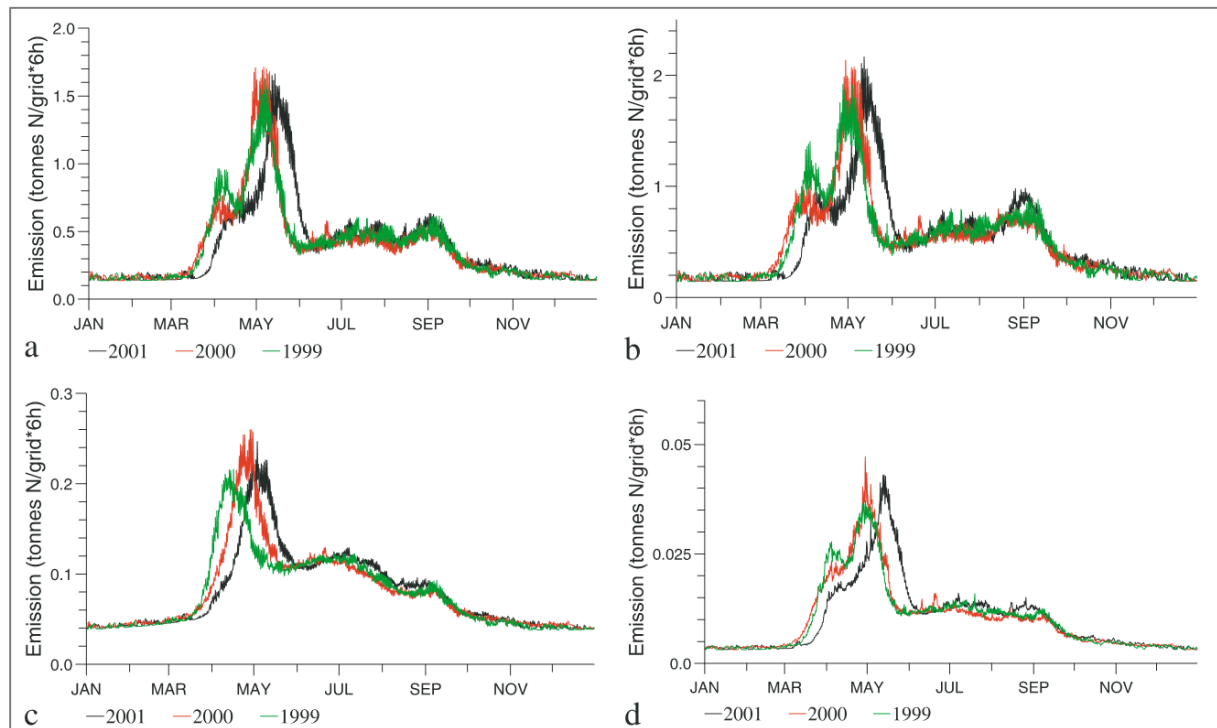 Emission (tonnes N/grid*6h)
2.0
1.5
1.0
0.5
0.0
JAN MAR MAY JUL SEP NOV
a
2001 2000 1999
Emission (tonnes N/grid*6h)
2
1
0
JAN MAR MAY JUL SEP NOV
b
2001 2000 1999
Emission (tonnes N/grid*6h)
0.3
0.2
0.1
0.0
JAN MAR MAY JUL SEP NOV
c
2001 2000 1999
Emission (tonnes N/grid*6h)
0.05
0.025
0.0
JAN MAR MAY JUL SEP NOV
d
2001 2000 1999